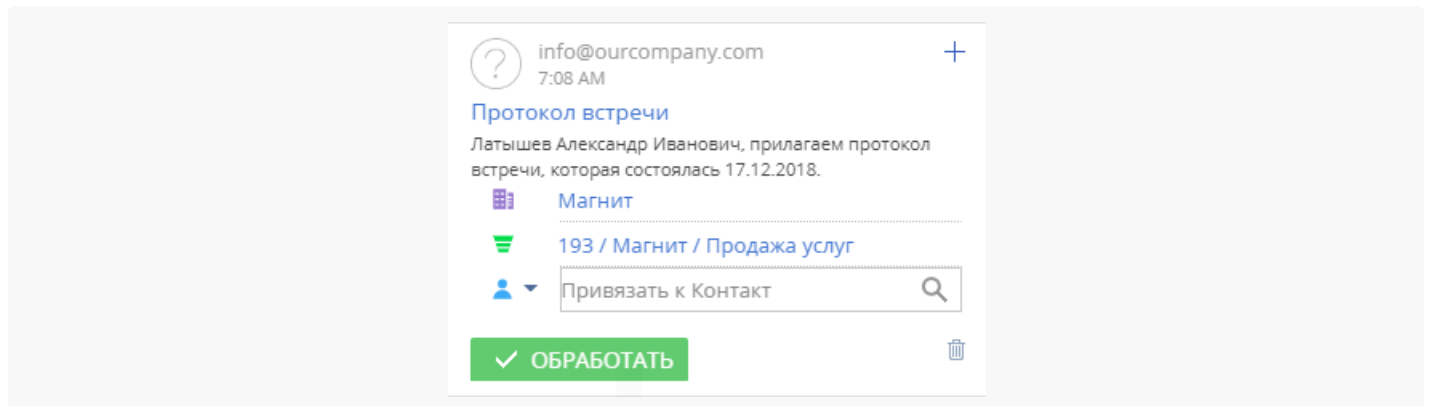 ?
info@ourcompany.com
7:08 AM
Протокол встречи
Латышев Александр Иванович, прилагаем протокол
встречи, которая состоялась 17.12.2018.
Магнит
193 / Магнит / Продажа услуг
Привязать к Контакт
ОБРАБОТАТЬ